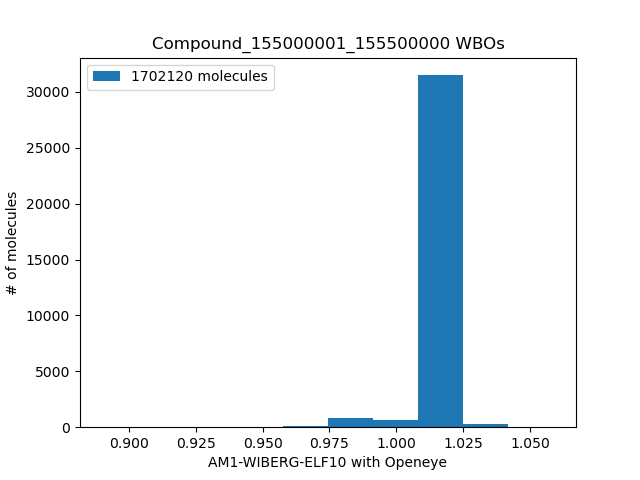 Compound_155000001_155500000 WBOs
1702120 molecules
# of molecules
30000
25000
20000
15000
10000
5000
0
0.900 0.925 0.950 0.975 1.000 1.025 1.050
AM1-WIBERG-ELF10 with Openeye